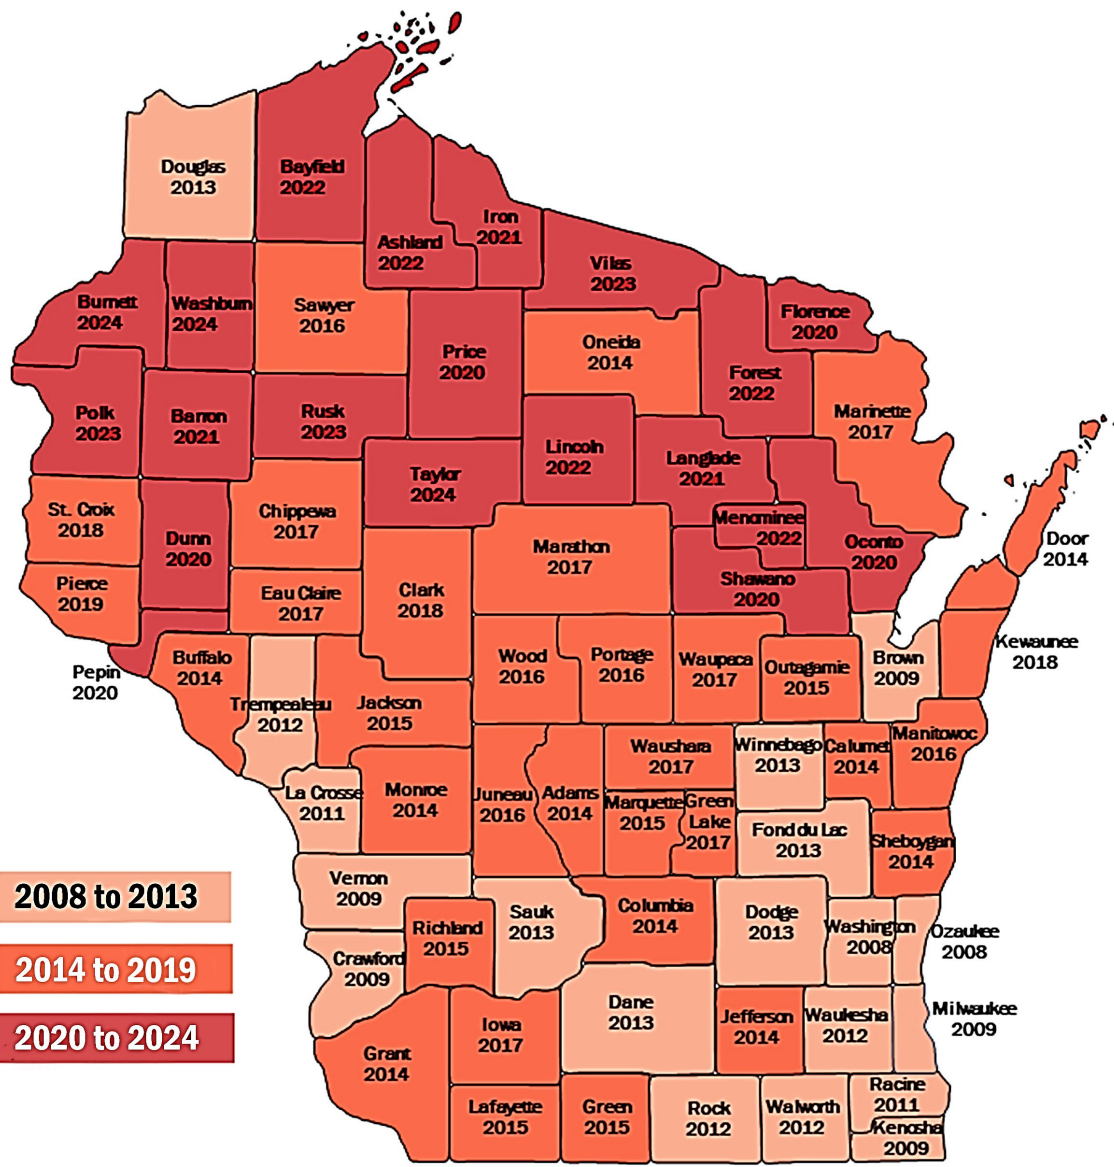 Douglas
2013
Bayfield
2022
Ashland
2022
Iron
2021
Vilas
2023
Burnett
2024
Washburn
2024
Sawyer
2016
Price
2020
Oneida
2014
Forest
2022
Florence
2020
Marinette
2017
Polk
2023
Barron
2021
Rusk
2023
Taylor
2024
Lincoln
2022
Langlade
2021
Menominee
2022
Oconto
2020
Door
2014
St. Croix
2018
Dunn
2020
Chippewa
2017
Marathon
2017
Shawano
2020
Pierce
2019
Eau Claire
2017
Clark
2018
Pepin
2020
Buffalo
2014
Trempealeau
2012
Jackson
2015
Wood
2016
Portage
2016
Waupaca
2017
Outagamie
2015
Brown
2009
Kewaunee
2018
La Crosse
2011
Monroe
2014
Juneau
2016
Adams
2014
Waushara
2017
Marquette
2015
Green
Lake
2017
Winnebago
2013
Calumet
2014
Manitowoc
2016
Fond du Lac
2013
Sheboygan
2014
2008 to 2013
2014 to 2019
2020 to 2024
Vernon
2009
Crawford
2009
Richland
2015
Sauk
2013
Columbia
2014
Dodge
2013
Washington
2008
Ozaukee
2008
Grant
2014
Iowa
2017
Dane
2013
Jefferson
2014
Waukesha
2012
Milwaukee
2009
Lafayette
2015
Green
2015
Rock
2012
Walworth
2012
Racine
2011
Kenosha
2009